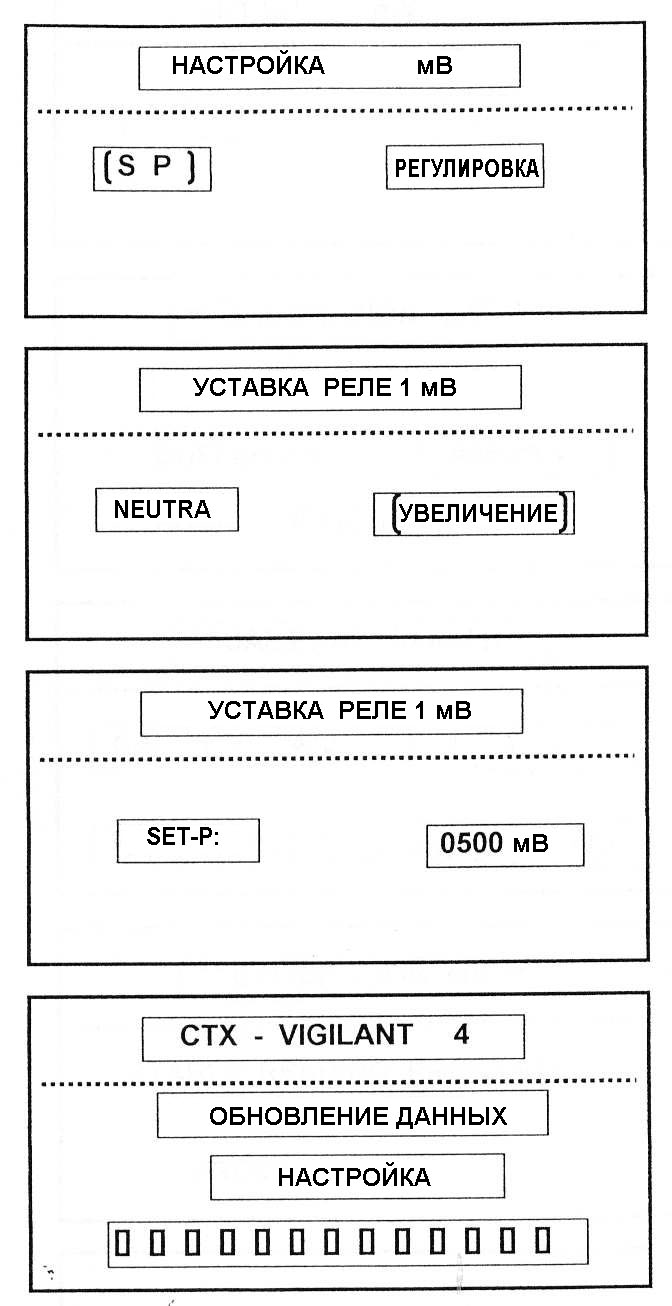 НАСТРОЙКА мВ
[S P] РЕГУЛИРОВКА
УСТАВКА РЕЛЕ 1 мВ
NEUTRA [УВЕЛИЧЕНИЕ]
УСТАВКА РЕЛЕ 1 мВ
SET-P: 0500 мВ
CTX - VIGILANT 4
ОБНОВЛЕНИЕ ДАННЫХ
НАСТРОЙКА